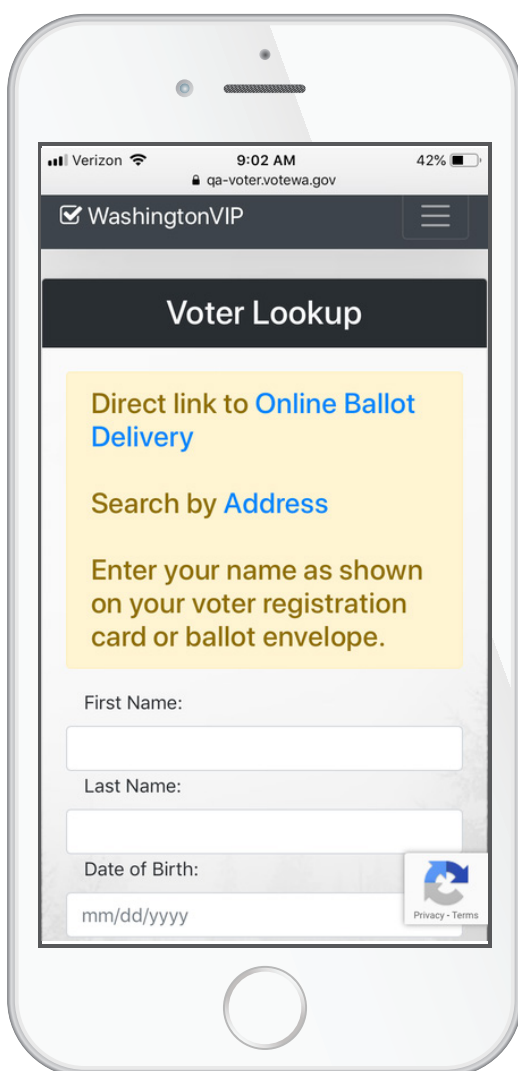 Verizon 9:02 AM 42%
qa-voter.votewa.gov
WashingtonVIP
Voter Lookup
Direct link to Online Ballot
Delivery
Search by Address
Enter your name as shown
on your voter registration
card or ballot envelope.
First Name:
Last Name:
Date of Birth:
mm/dd/yyyy
Privacy - Terms